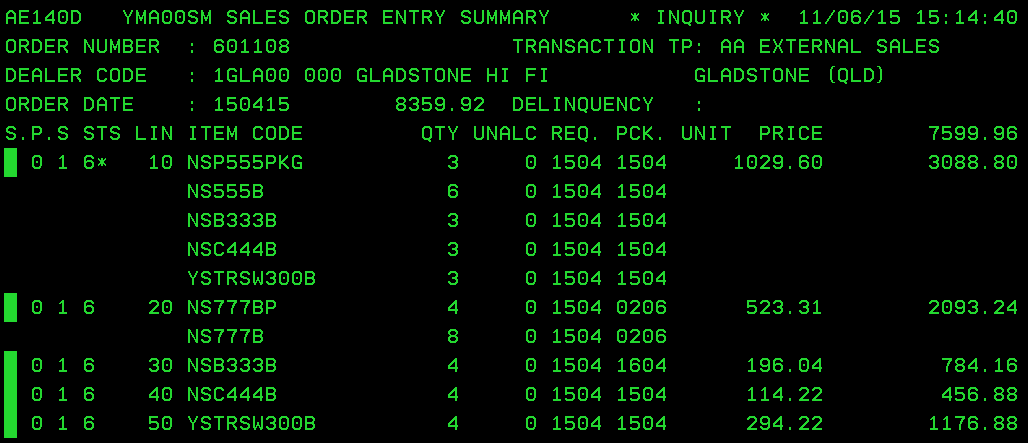 AE140D YMA00SM SALES ORDER ENTRY SUMMARY * INQUIRY * 11/06/15 15:14:40
ORDER NUMBER : 601108 TRANSACTION TP: AA EXTERNAL SALES
DEALER CODE : 1GLA00 000 GLADSTONE HI FI GLADSTONE (QLD)
ORDER DATE : 150415 8359.92 DELINQUENCY :
S.P.S STS LIN ITEM CODE QTY UNALC REQ. PCK. UNIT PRICE 7599.96
0 1 6* 10 NSP555PKG 3 0 1504 1504 1029.60 3088.80
NS555B 6 0 1504 1504
NSB333B 3 0 1504 1504
NSC444B 3 0 1504 1504
YSTRSW300B 3 0 1504 1504
0 1 6 20 NS777BP 4 0 1504 0206 523.31 2093.24
NS777B 8 0 1504 0206
0 1 6 30 NSB333B 4 0 1504 1604 196.04 784.16
0 1 6 40 NSC444B 4 0 1504 1504 114.22 456.88
0 1 6 50 YSTRSW300B 4 0 1504 1504 294.22 1176.88